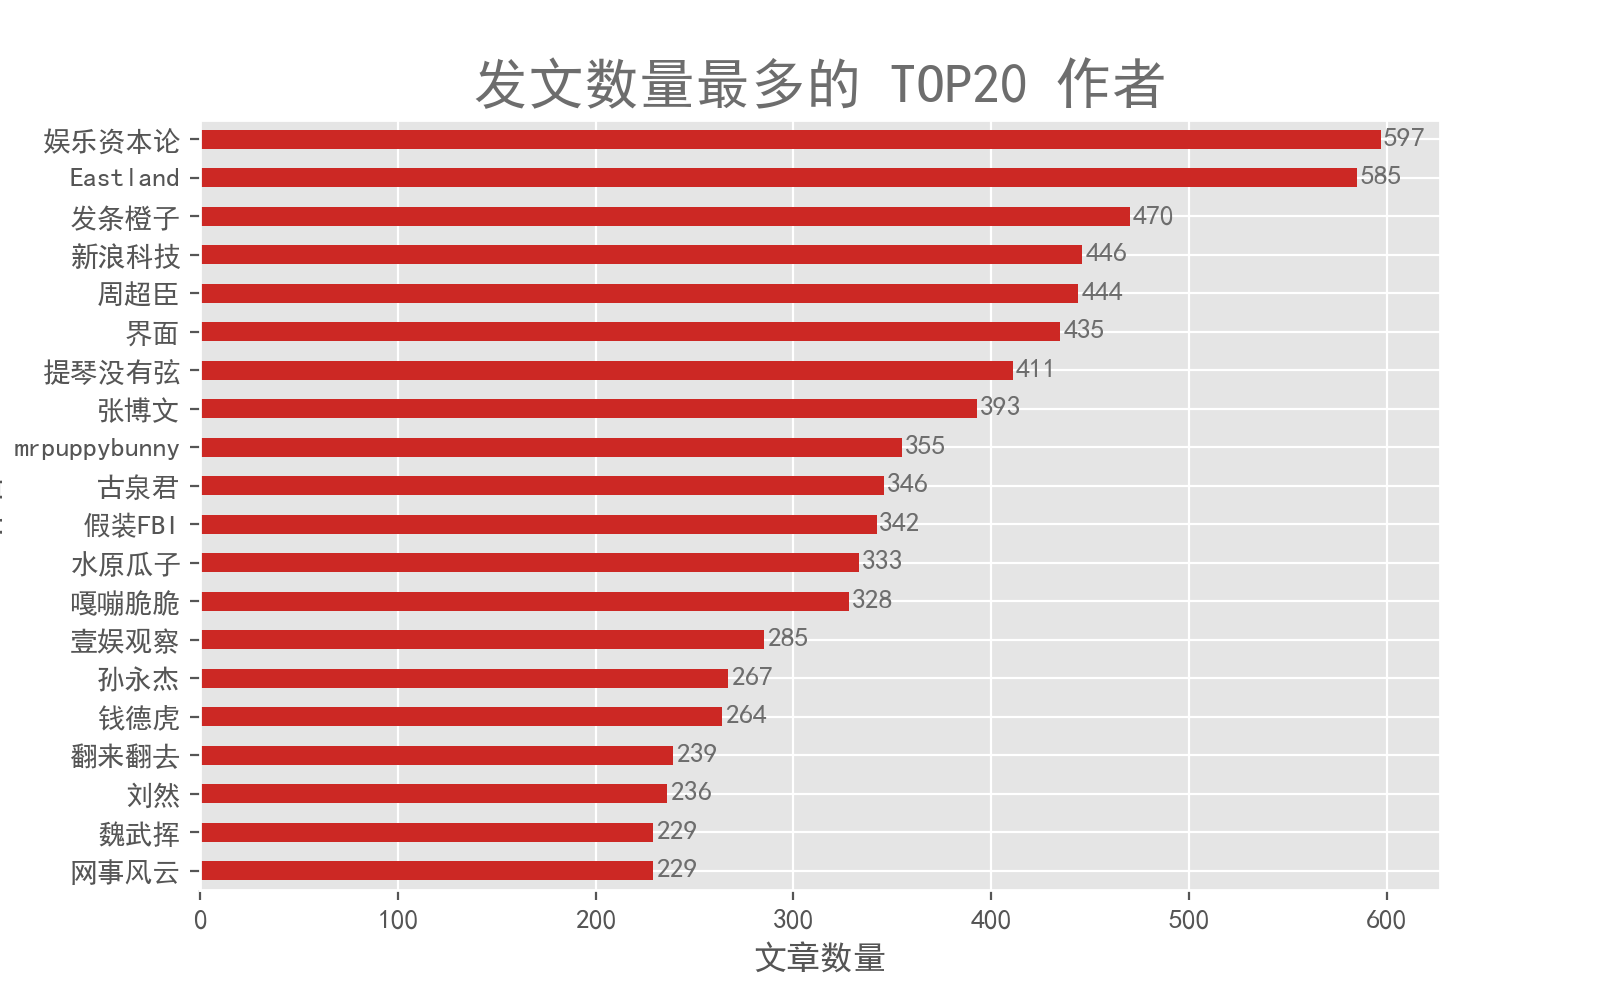 发文数量最多的 TOP20 作者
娱乐资本论 597
Eastland 585
发条橙子 470
新浪科技 446
周超臣 444
界面 435
提琴没有弦 411
张博文 393
mrpuppybunny 355
古泉君 346
假装FBI 342
水原瓜子 333
嘎嘣脆脆 328
壹娱观察 285
孙永杰 267
钱德虎 264
翻来翻去 239
刘然 236
魏武挥 229
网事风云 229
0 100 200 300 400 500 600
文章数量